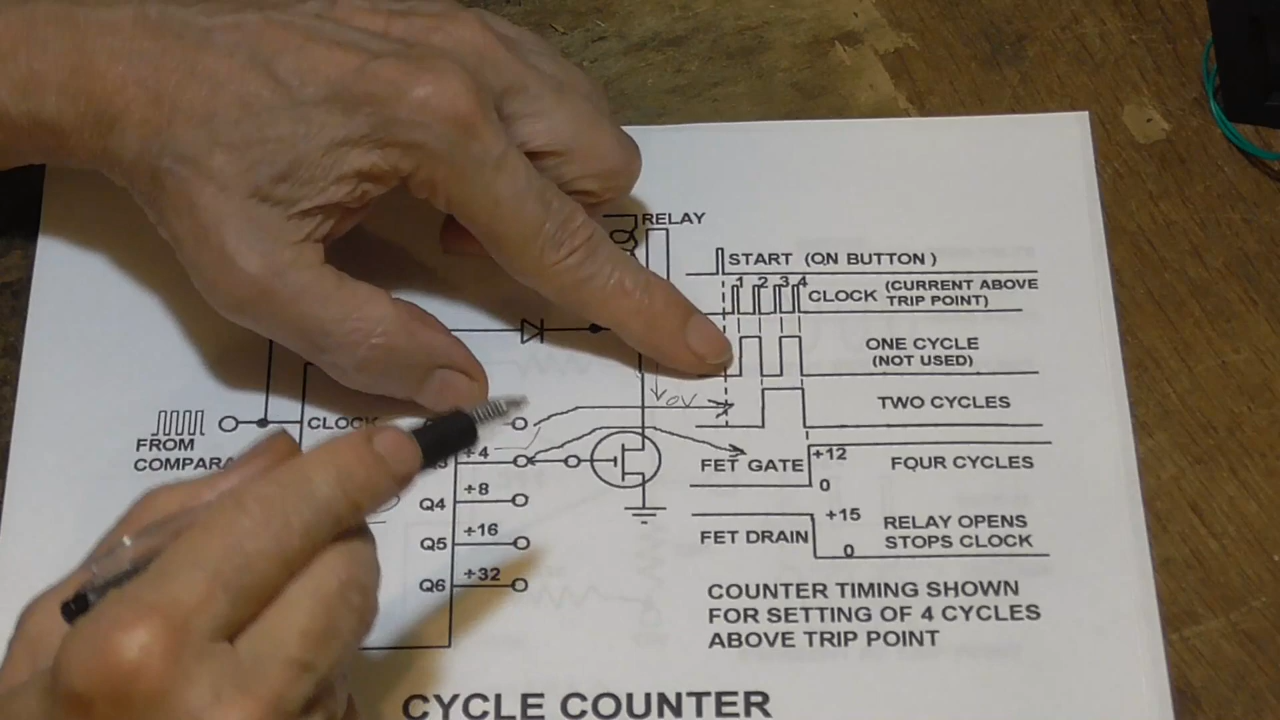 RELAY
START (ON BUTTON)
1 2 3 4
CLOCK (CURRENT ABOVE
TRIP POINT)
ONE CYCLE
(NOT USED)
0V
TWO CYCLES
FROM
CLOCK
÷4
FET GATE
+12
0
FOUR CYCLES
Q4
÷8
Q5
÷16
Q6
÷32
FET DRAIN
+15
0
RELAY OPENS
STOPS CLOCK
COUNTER TIMING SHOWN
FOR SETTING OF 4 CYCLES
ABOVE TRIP POINT
CYCLE COUNTER